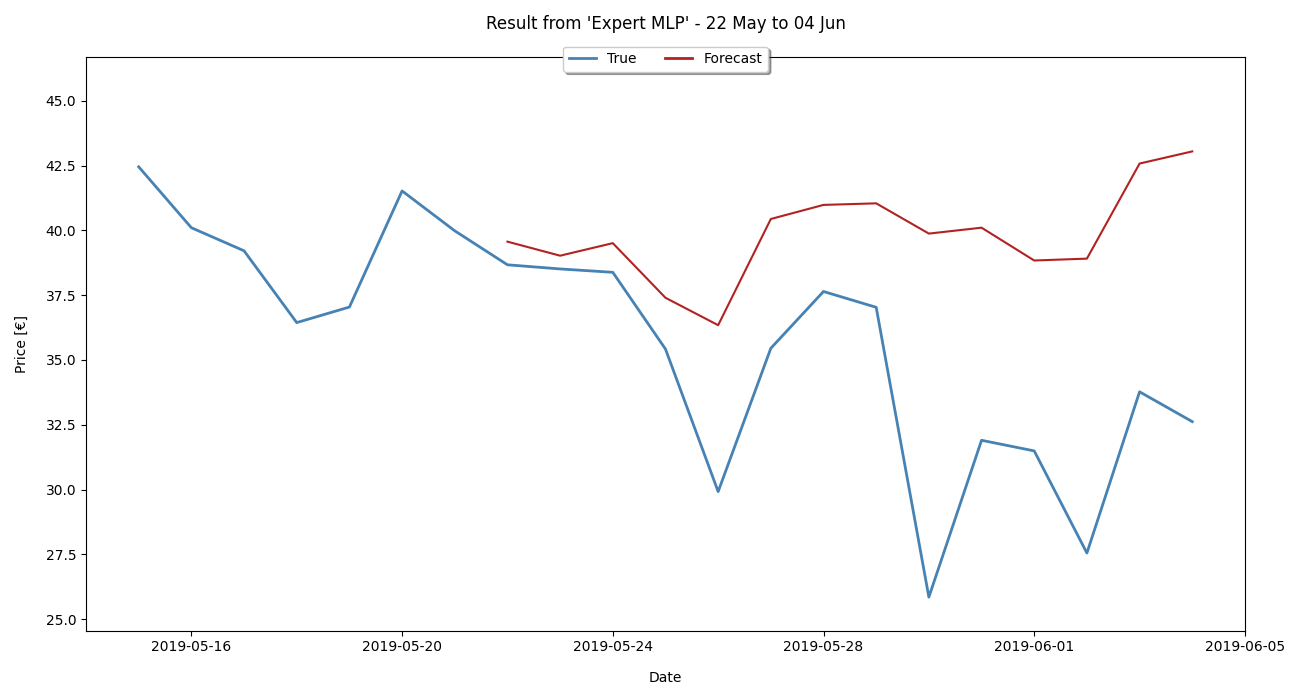 Result from 'Expert MLP' - 22 May to 04 Jun
True Forecast
45.0
42.5
40.0
37.5
35.0
32.5
30.0
27.5
25.0
Price [€]
2019-05-16 2019-05-20 2019-05-24 2019-05-28 2019-06-01 2019-06-05
Date